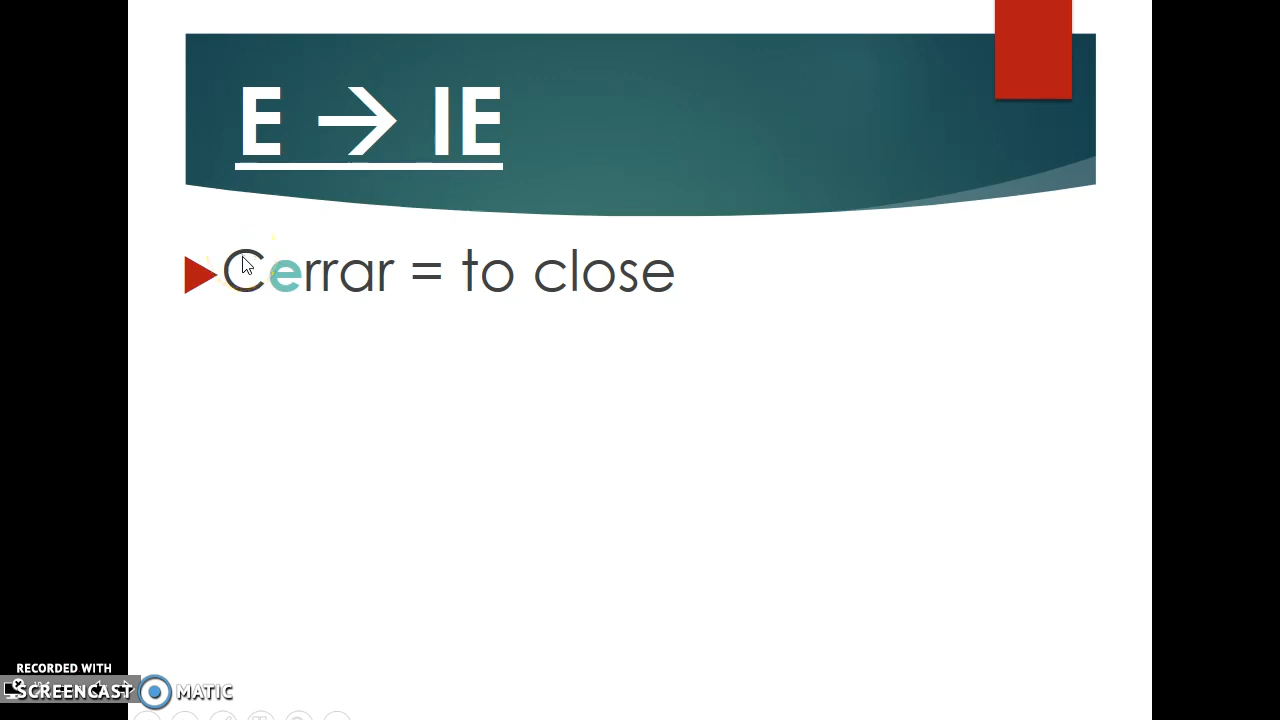 E → IE
Cerrar = to close
RECORDED WITH
SCREENCAST MATIC